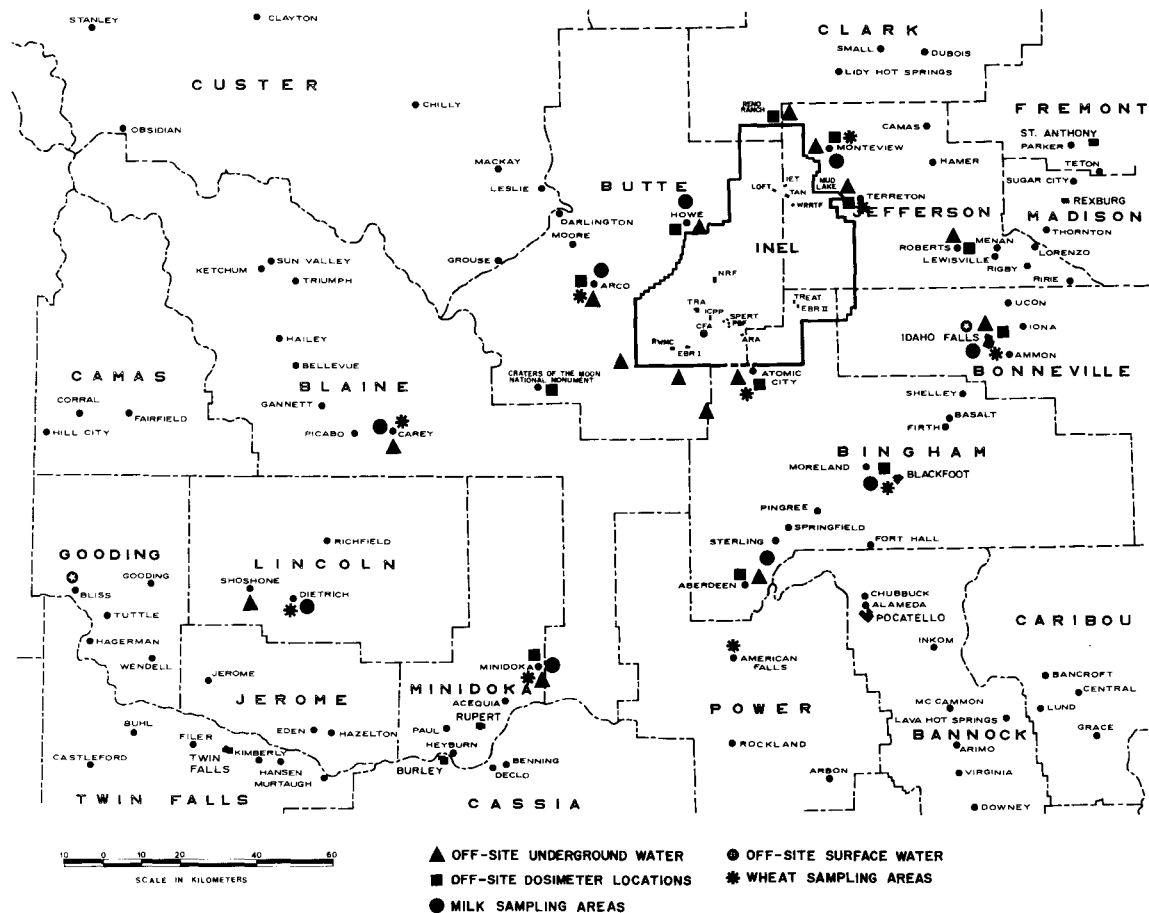 STANLEY
CLAYTON
CLARK
SMALL
DUBOIS
LIDY HOT SPRINGS
CUSTER
CHILLY
RENO
RANCH
FREMONT
OBSIDIAN
CAMAS
ST. ANTHONY
PARKER
MONTEVIEW
HAMER
TETON
MACKAY
LESLIE
BUTTE
IET
LOFT
TAN
WRRTF
MUD
LAKE
TERRETON
SUGAR CITY
REXBURG
JEFFERSON
MADISON
HOWE
DARLINGTON
MOORE
THORNTON
INEL
ROBERTS
MENAN
LORENZO
LEWISVILLE
RIGBY
RIRIE
SUN VALLEY
KETCHUM
TRIUMPH
GROUSE
ARCO
NRF
TREAT
EBR II
UCON
TRA
ICPP
SPERT
PBF
CFA
ARA
RWMC
EBR I
IONA
IDAHO FALLS
AMMON
BONNEVILLE
HAILEY
BELLEVUE
CAMAS
BLAINE
CRATERS OF THE MOON
NATIONAL MONUMENT
ATOMIC
CITY
SHELLEY
CORRAL
FAIRFIELD
GANNETT
BASALT
FIRTH
HILL CITY
PICABO
CAREY
BINGHAM
MORELAND
BLACKFOOT
PINGREE
SPRINGFIELD
STERLING
FORT HALL
RICHFIELD
GOODING
LINCOLN
GOODING
SHOSHONE
BLISS
DIETRICH
ABERDEEN
TUTTLE
CHUBBUCK
ALAMEDA
POCATELLO
CARIBOU
HAGERMAN
WENDELL
INKOM
AMERICAN
FALLS
JEROME
MINIDOKA
BANCROFT
JEROME
MINIDOKA
CENTRAL
ACEQUIA
RUPERT
POWER
MC CAMMON
LUND
LAVA HOT SPRINGS
BUHL
EDEN
HAZELTON
PAUL
GRACE
BANNOCK
FILER
TWIN
FALLS
KIMBERLY
HEYBURN
ROCKLAND
ARIMO
CASTLEFORD
HANSEN
MURTAUGH
BURLEY
BENNING
DECLO
ARBON
VIRGINIA
TWIN FALLS
CASSIA
DOWNEY
10 0 20 40 60
SCALE IN KILOMETERS
OFF-SITE UNDERGROUND WATER
OFF-SITE DOSIMETER LOCATIONS
MILK SAMPLING AREAS
OFF-SITE SURFACE WATER
WHEAT SAMPLING AREAS